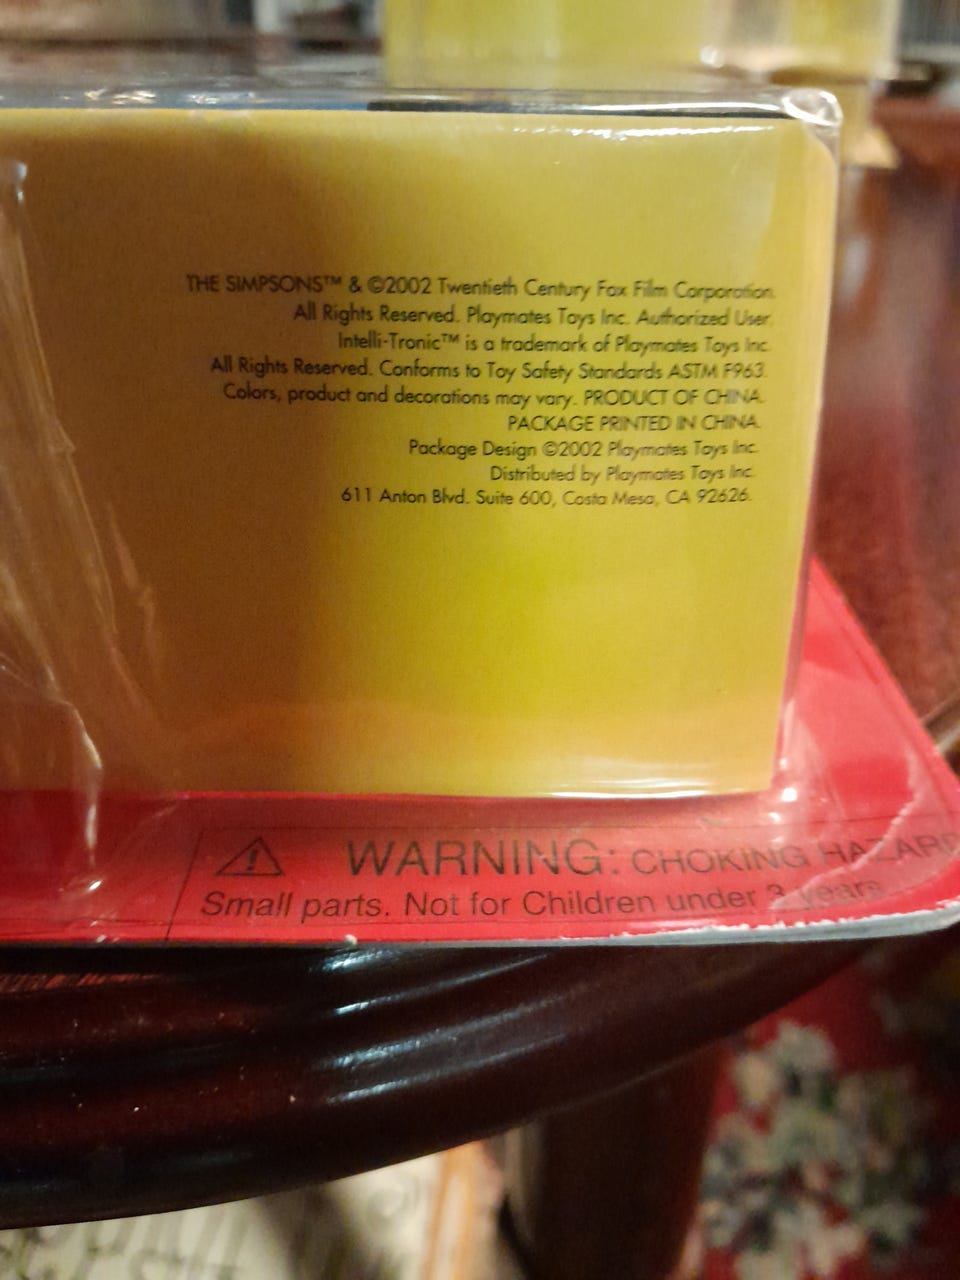 THE SIMPSONS™ & ©2002 Twentieth Century Fox Film Corporation.
All Rights Reserved. Playmates Toys Inc. Authorized User.
Intelli-Tronic™ is a trademark of Playmates Toys Inc.
All Rights Reserved. Conforms to Toy Safety Standards ASTM F963.
Colors, product and decorations may vary. PRODUCT OF CHINA.
PACKAGE PRINTED IN CHINA.
Package Design ©2002 Playmates Toys Inc.
Distributed by Playmates Toys Inc.
611 Anton Blvd. Suite 600, Costa Mesa, CA 92626.
WARNING: CHOKING HAZARD
Small parts. Not for Children under 3 years